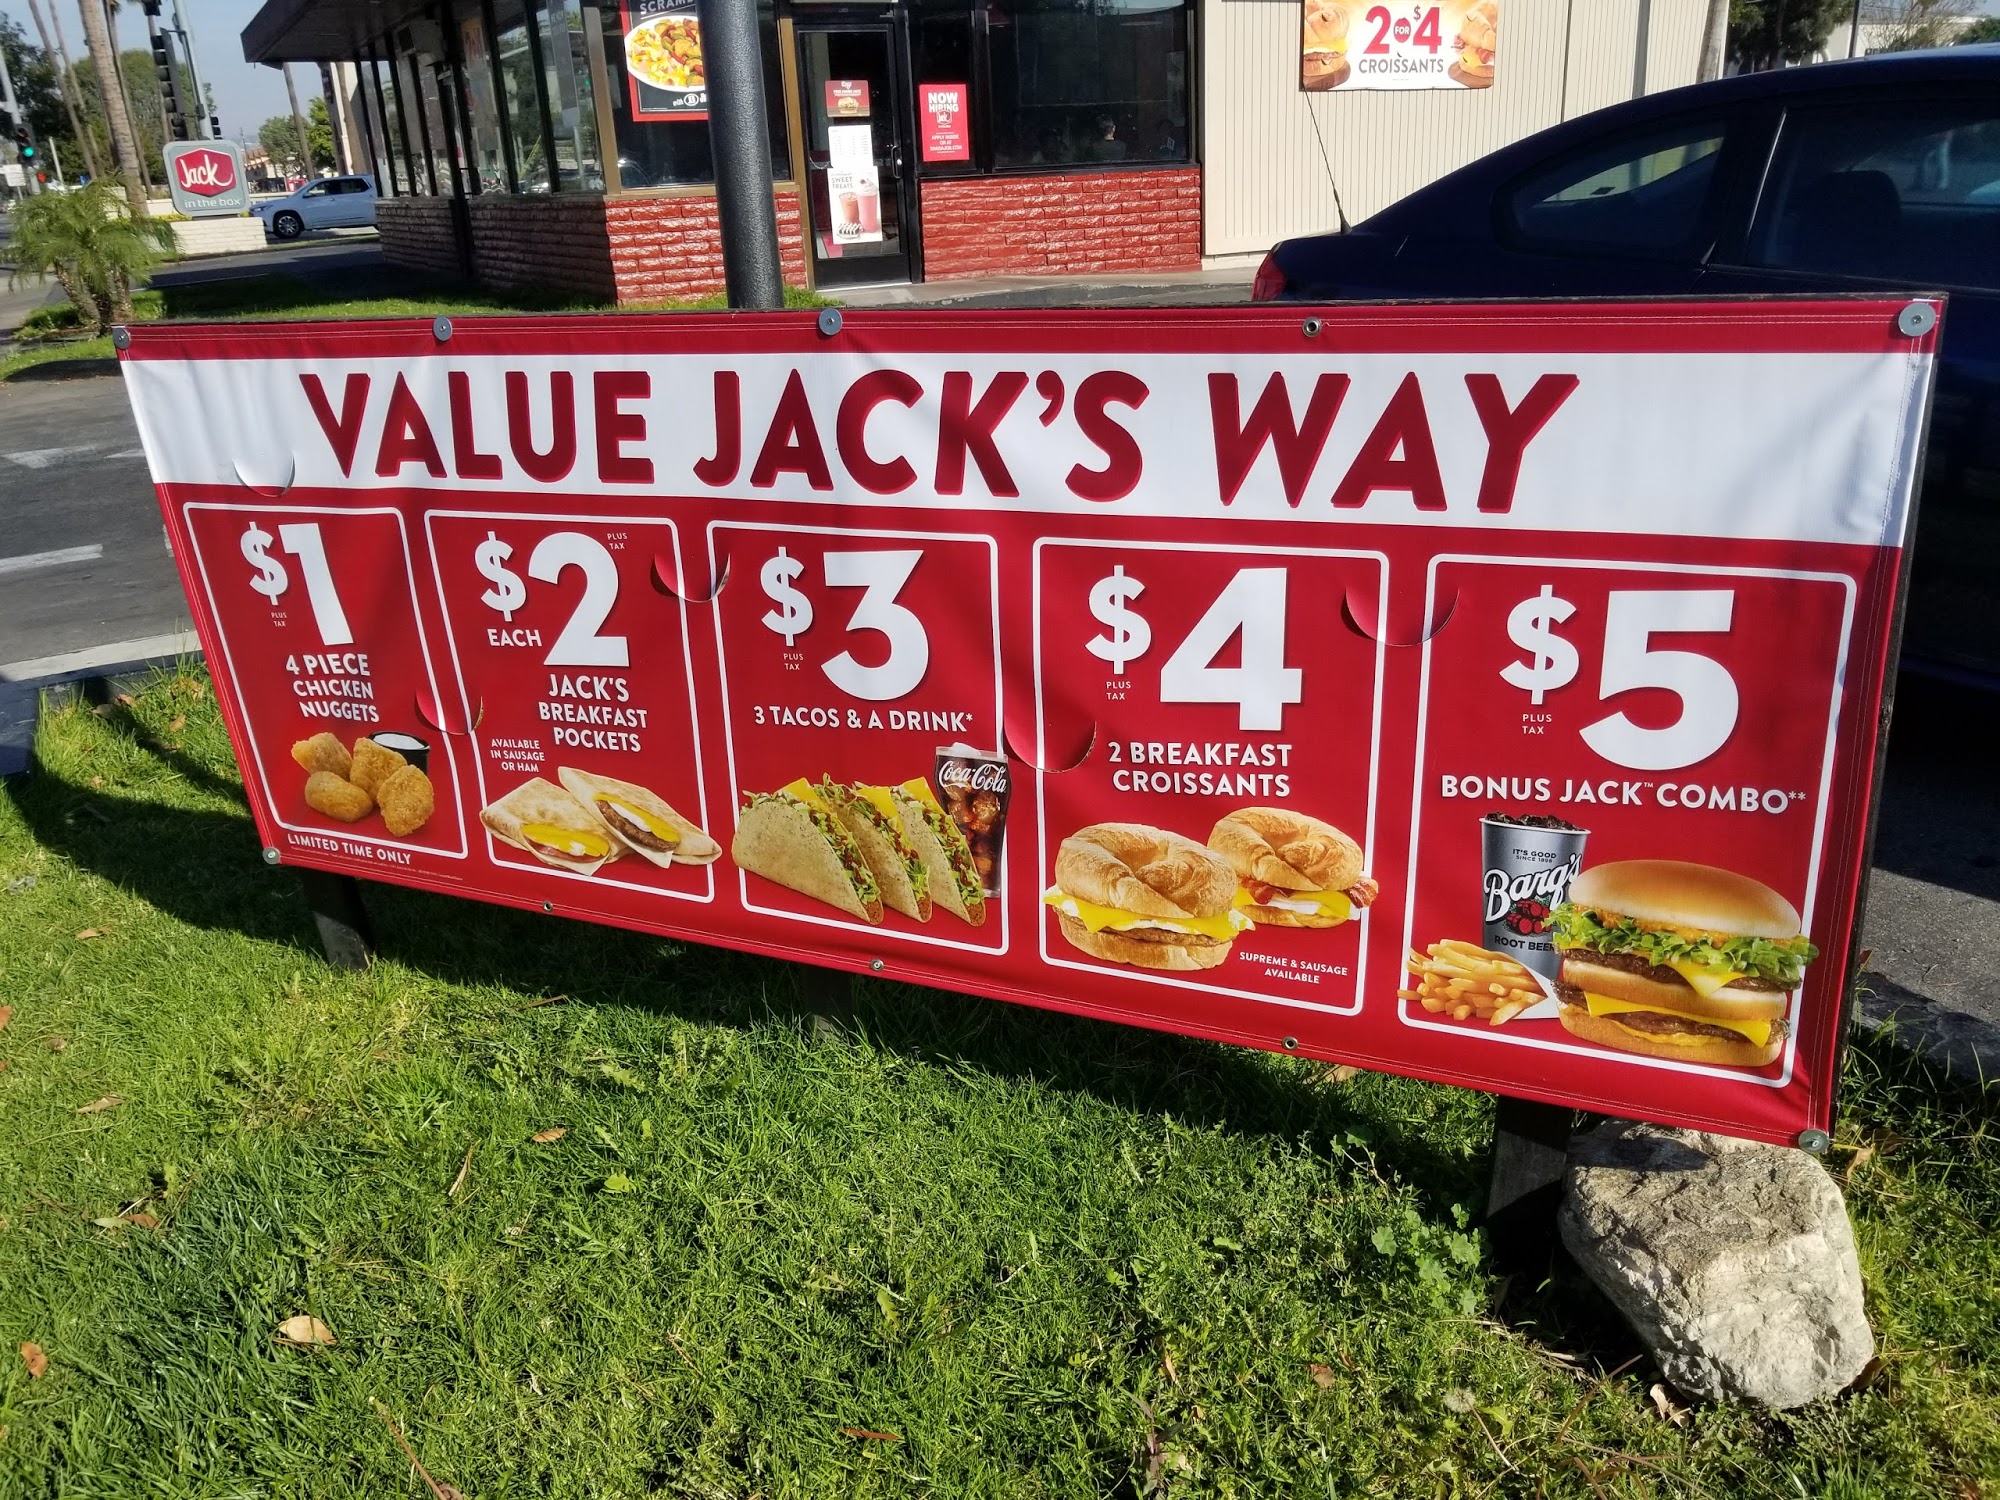 SCRAM
2 FOR $4
CROISSANTS
NOW
HIRING
Jack
in the box
SWEET
TREATS
VALUE JACK'S WAY
$1
PLUS
TAX
4 PIECE
CHICKEN
NUGGETS
LIMITED TIME ONLY
$2
PLUS
TAX
EACH
JACK'S
BREAKFAST
POCKETS
AVAILABLE
IN SAUSAGE
OR HAM
$3
PLUS
TAX
3 TACOS & A DRINK*
Coca-Cola
$4
PLUS
TAX
2 BREAKFAST
CROISSANTS
SUPREME & SAUSAGE
AVAILABLE
$5
PLUS
TAX
BONUS JACK™ COMBO**
IT'S GOOD
SINCE 1898
Barq's
ROOT BEER